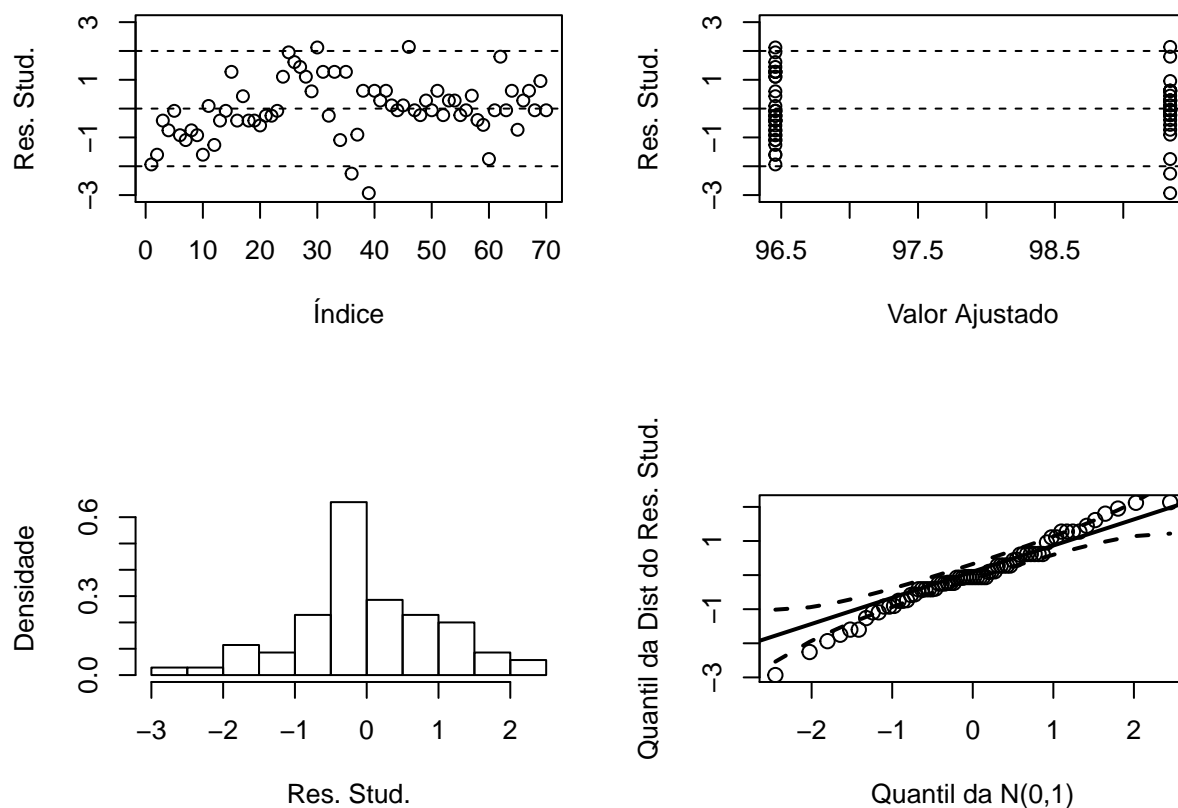 Res. Stud.
3
1
−1
−3
0 10 20 30 40 50 60 70
Índice
Res. Stud.
3
1
−1
−3
96.5 97.5 98.5
Valor Ajustado
Densidade
0.6
0.3
0.0
−3 −2 −1 0 1 2
Res. Stud.
Quantil da Dist do Res. Stud.
1
−1
−3
−2 −1 0 1 2
Quantil da N(0,1)